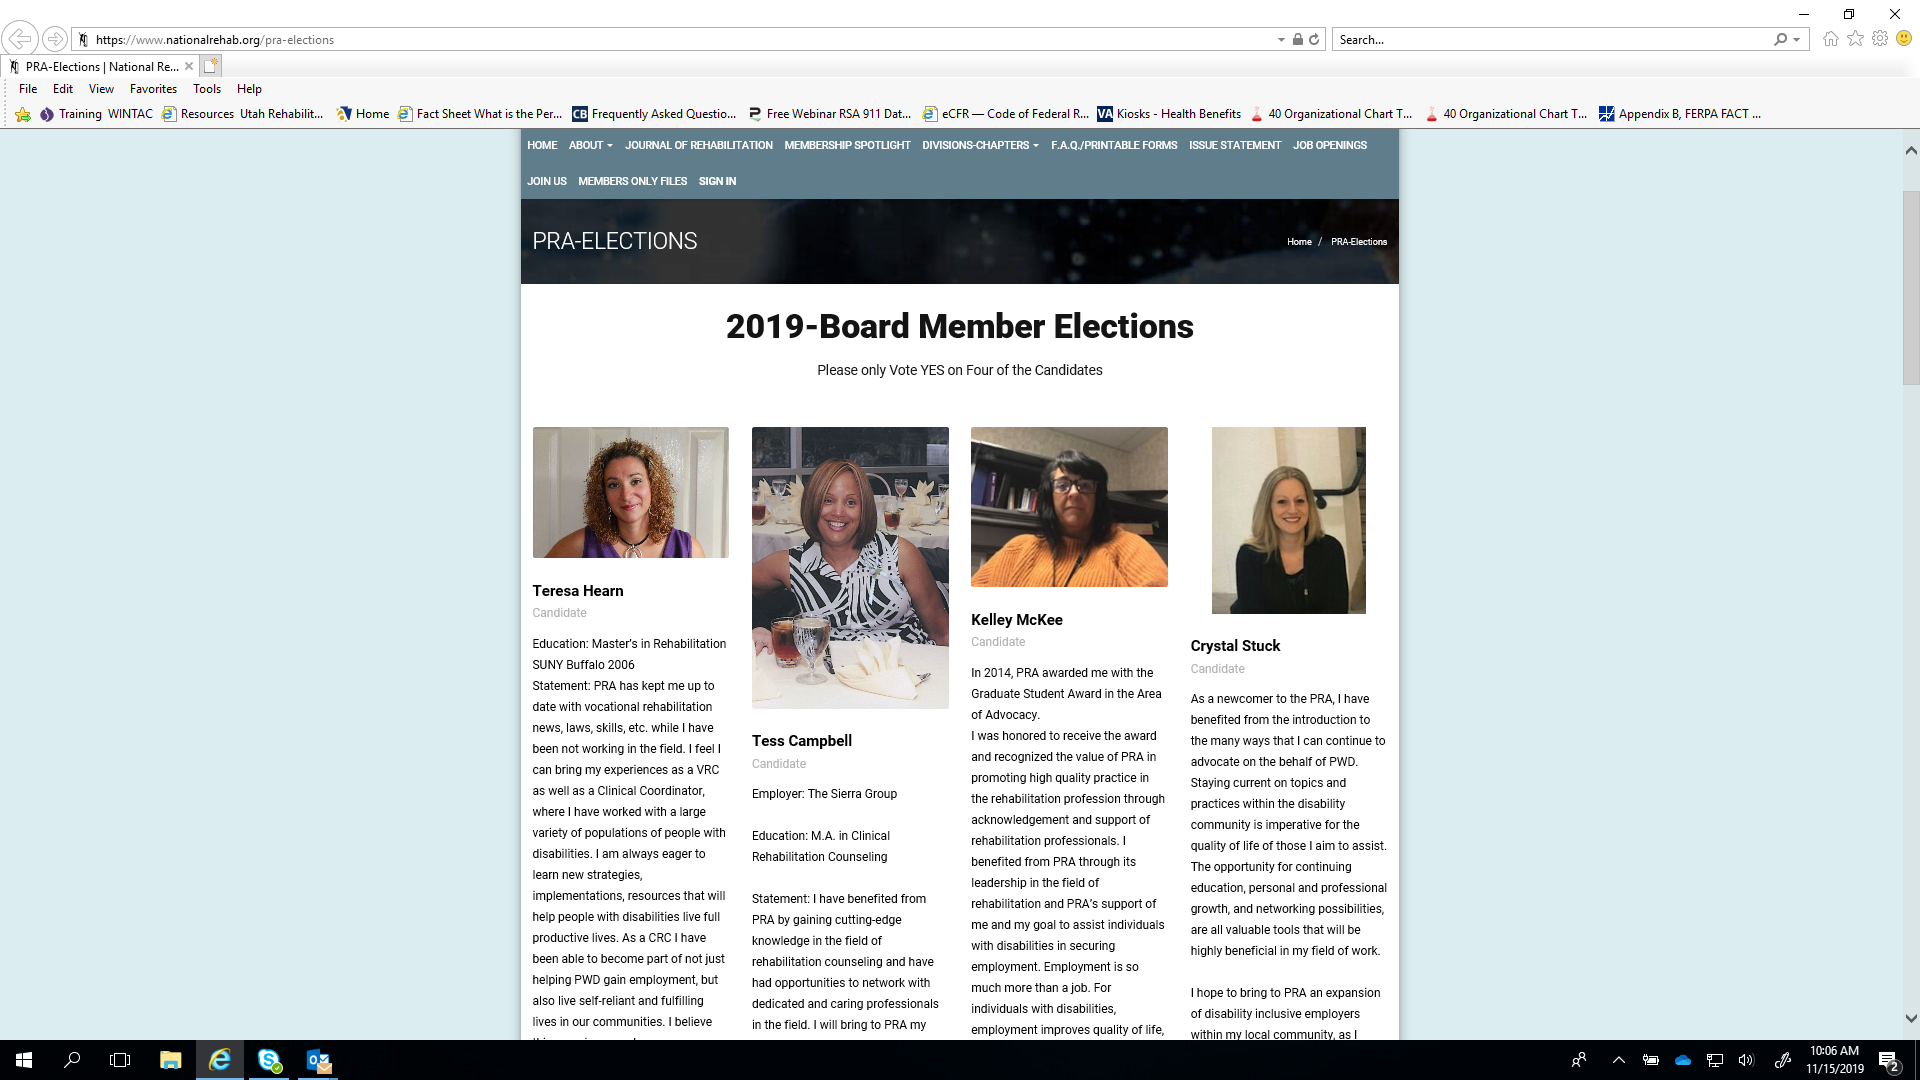 https://www.nationalrehab.org/pra-elections
Search...
PRA-Elections | National Re...
File Edit View Favorites Tools Help
Training WINTAC Resources Utah Rehabilit... Home Fact Sheet What is the Per... CB Frequently Asked Questio... Free Webinar RSA 911 Dat... eCFR — Code of Federal R... VA Kiosks - Health Benefits 40 Organizational Chart T... 40 Organizational Chart T... Appendix B, FERPA FACT ...
HOME ABOUT JOURNAL OF REHABILITATION MEMBERSHIP SPOTLIGHT DIVISIONS-CHAPTERS F.A.Q./PRINTABLE FORMS ISSUE STATEMENT JOB OPENINGS
JOIN US MEMBERS ONLY FILES SIGN IN
PRA-ELECTIONS
Home / PRA-Elections
2019-Board Member Elections
Please only Vote YES on Four of the Candidates
Teresa Hearn
Candidate
Education: Master's in Rehabilitation
SUNY Buffalo 2006
Statement: PRA has kept me up to
date with vocational rehabilitation
news, laws, skills, etc. while I have
been not working in the field. I feel I
can bring my experiences as a VRC
as well as a Clinical Coordinator,
where I have worked with a large
variety of populations of people with
disabilities. I am always eager to
learn new strategies,
implementations, resources that will
help people with disabilities live full
productive lives. As a CRC I have
been able to become part of not just
helping PWD gain employment, but
also live self-reliant and fulfilling
lives in our communities. I believe
Tess Campbell
Candidate
Employer: The Sierra Group
Education: M.A. in Clinical
Rehabilitation Counseling
Statement: I have benefited from
PRA by gaining cutting-edge
knowledge in the field of
rehabilitation counseling and have
had opportunities to network with
dedicated and caring professionals
in the field. I will bring to PRA my
Kelley McKee
Candidate
In 2014, PRA awarded me with the
Graduate Student Award in the Area
of Advocacy.
I was honored to receive the award
and recognized the value of PRA in
promoting high quality practice in
the rehabilitation profession through
acknowledgement and support of
rehabilitation professionals. I
benefited from PRA through its
leadership in the field of
rehabilitation and PRA's support of
me and my goal to assist individuals
with disabilities in securing
employment. Employment is so
much more than a job. For
individuals with disabilities,
employment improves quality of life,
Crystal Stuck
Candidate
As a newcomer to the PRA, I have
benefited from the introduction to
the many ways that I can continue to
advocate on the behalf of PWD.
Staying current on topics and
practices within the disability
community is imperative for the
quality of life of those I aim to assist.
The opportunity for continuing
education, personal and professional
growth, and networking possibilities,
are all valuable tools that will be
highly beneficial in my field of work.
I hope to bring to PRA an expansion
of disability inclusive employers
within my local community, as I
10:06 AM
11/15/2019
2